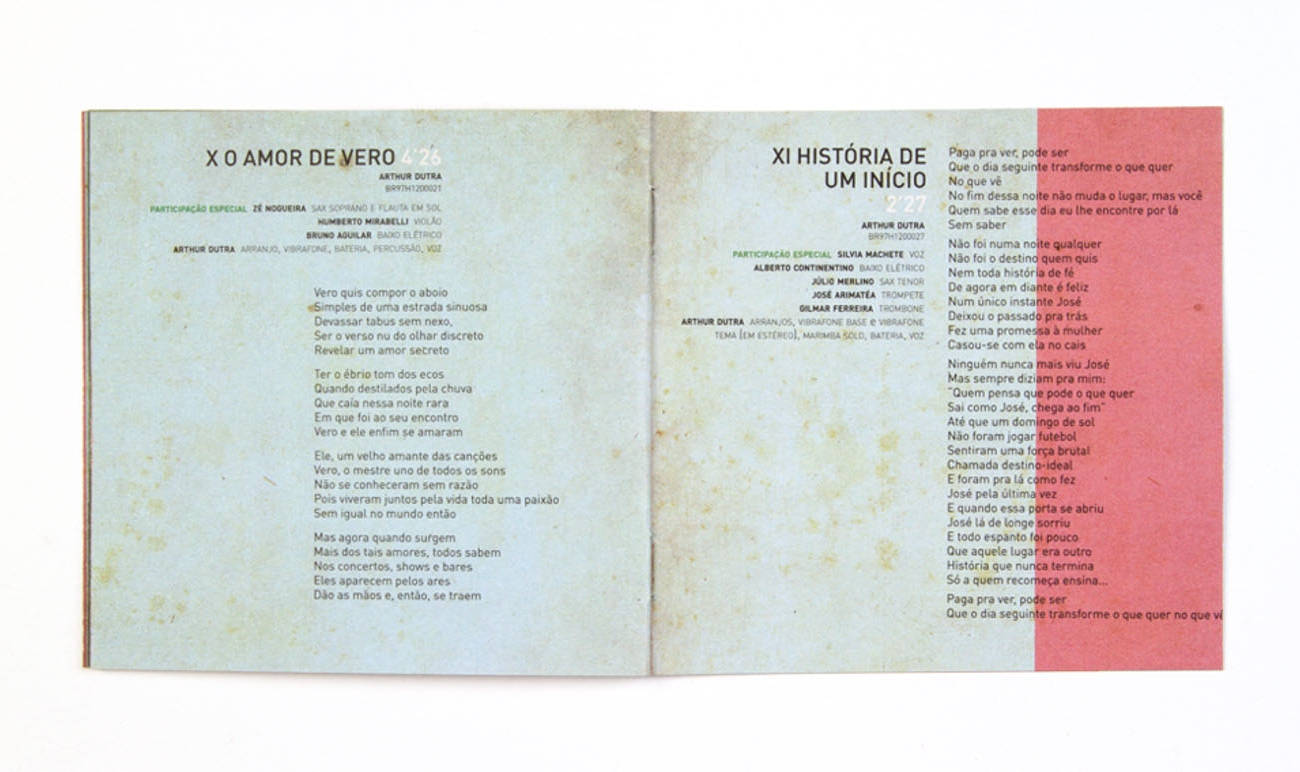 X O AMOR DE VERO 4'26
ARTHUR DUTRA
BR97H1200021
PARTICIPAÇÃO ESPECIAL ZÉ NOGUEIRA SAX SOPRANO E FLAUTA EM SOL
HUMBERTO MIRABELLI VIOLÃO
BRUNO AGUILAR BAIXO ELÉTRICO
ARTHUR DUTRA ARRANJO, VIBRAFONE, BATERIA, PERCUSSÃO, VOZ
Vero quis compor o aboio
Simples de uma estrada sinuosa
Devassar tabus sem nexo,
Ser o verso nu do olhar discreto
Revelar um amor secreto
Ter o ébrio tom dos ecos
Quando destilados pela chuva
Que caía nessa noite rara
Em que foi ao seu encontro
Vero e ele enfim se amaram
Ele, um velho amante das canções
Vero, o mestre uno de todos os sons
Não se conheceram sem razão
Pois viveram juntos pela vida toda uma paixão
Sem igual no mundo então
Mas agora quando surgem
Mais dos tais amores, todos sabem
Nos concertos, shows e bares
Eles aparecem pelos ares
Dão as mãos e, então, se traem
XI HISTÓRIA DE
UM INÍCIO
2'27
ARTHUR DUTRA
BR97H1200027
PARTICIPAÇÃO ESPECIAL SILVIA MACHETE VOZ
ALBERTO CONTINENTINO BAIXO ELÉTRICO
JÚLIO MERLINO SAX TENOR
JOSÉ ARIMATÉA TROMPETE
GILMAR FERREIRA TROMBONE
ARTHUR DUTRA ARRANJOS, VIBRAFONE BASE e VIBRAFONE
TEMA [EM ESTÉREO], MARIMBA SOLO, BATERIA, VOZ
Paga pra ver, pode ser
Que o dia seguinte transforme o que quer
No que vê
No fim dessa noite não muda o lugar, mas você
Quem sabe esse dia eu lhe encontre por lá
Sem saber
Não foi numa noite qualquer
Não foi o destino quem quis
Nem toda história de fé
De agora em diante é feliz
Num único instante José
Deixou o passado pra trás
Fez uma promessa à mulher
Casou-se com ela no cais
Ninguém nunca mais viu José
Mas sempre diziam pra mim:
"Quem pensa que pode o que quer
Sai como José, chega ao fim"
Até que um domingo de sol
Não foram jogar futebol
Sentiram uma força brutal
Chamada destino-ideal
E foram pra lá como fez
José pela última vez
E quando essa porta se abriu
José lá de longe sorriu
E todo espanto foi pouco
Que aquele lugar era outro
História que nunca termina
Só a quem recomeça ensina...
Paga pra ver, pode ser
Que o dia seguinte transforme o que quer no que vê